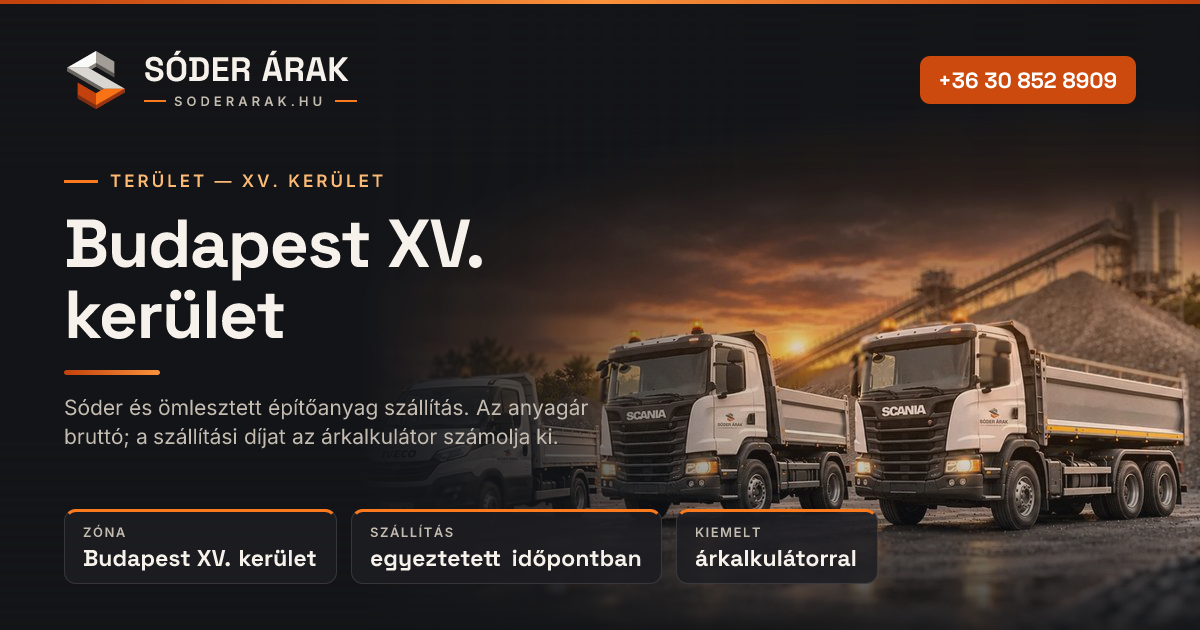 SÓDER ÁRAK
SODERARAK.HU
+36 30 852 8909
TERÜLET — XV. KERÜLET
Budapest XV.
kerület
Sóder és ömlesztett építőanyag szállítás. Az anyagár
bruttó; a szállítási díjat az árkalkulátor számolja ki.
IVECO
SCANIA
SÓDER ÁRAK
SCANIA
SÓDER ÁRAK
ZÓNA
Budapest XV. kerület
SZÁLLÍTÁS
egyeztetett időpontban
KIEMELT
árkalkulátorral